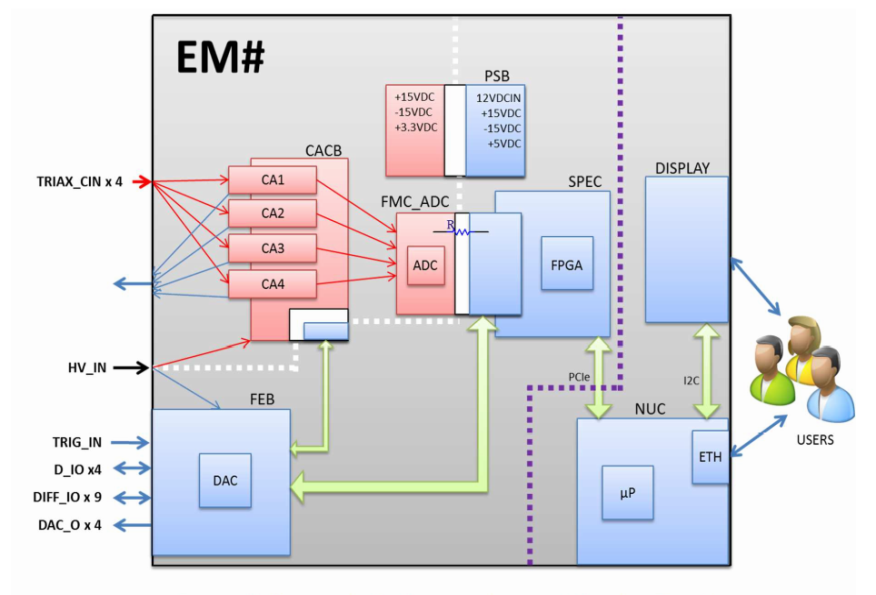 EM#
PSB
+15VDC
-15VDC
+3.3VDC
12VDCIN
+15VDC
-15VDC
+5VDC
CACB
TRIAX_CIN x 4
CA1
CA2
CA3
CA4
FMC_ADC
R
ADC
SPEC
FPGA
DISPLAY
HV_IN
PCIe
I2C
FEB
NUC
USERS
TRIG_IN
D_IO x4
DIFF_IO x 9
DAC_O x 4
DAC
ETH
µP